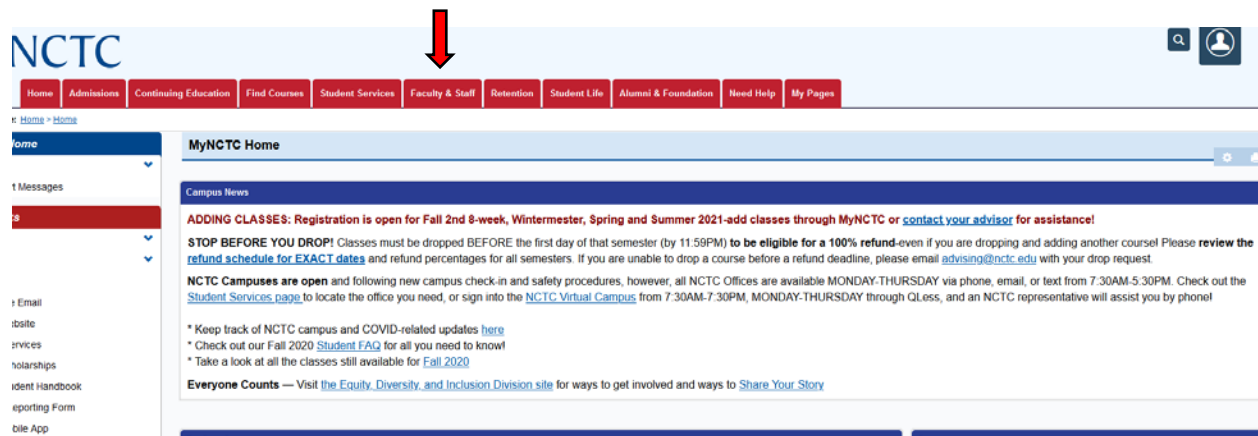 NCTC
Home Admissions Continuing Education Find Courses Student Services Faculty & Staff Retention Student Life Alumni & Foundation Need Help My Pages
Home > Home
MyNCTC Home
Messages
Campus News
ADDING CLASSES: Registration is open for Fall 2nd 8-week, Wintermester, Spring and Summer 2021-add classes through MyNCTC or contact your advisor for assistance!
STOP BEFORE YOU DROP! Classes must be dropped BEFORE the first day of that semester (by 11:59PM) to be eligible for a 100% refund-even if you are dropping and adding another course! Please review the
refund schedule for EXACT dates and refund percentages for all semesters. If you are unable to drop a course before a refund deadline, please email advising@nctc.edu with your drop request.
NCTC Campuses are open and following new campus check-in and safety procedures, however, all NCTC Offices are available MONDAY-THURSDAY via phone, email, or text from 7:30AM-5:30PM. Check out the
Student Services page to locate the office you need, or sign into the NCTC Virtual Campus from 7:30AM-7:30PM, MONDAY-THURSDAY through QLess, and an NCTC representative will assist you by phone!
* Keep track of NCTC campus and COVID-related updates here
* Check out our Fall 2020 Student FAQ for all you need to know!
* Take a look at all the classes still available for Fall 2020
Everyone Counts — Visit the Equity, Diversity, and Inclusion Division site for ways to get involved and ways to Share Your Story
Email
Handbook
Form
App